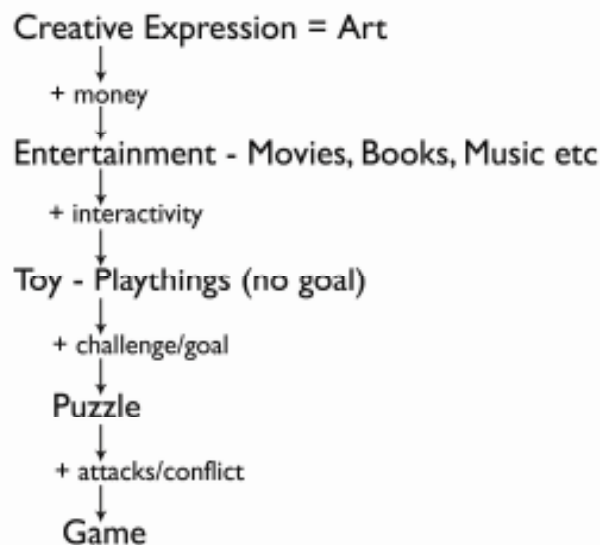 Creative Expression = Art
+ money
Entertainment - Movies, Books, Music etc
+ interactivity
Toy - Playthings (no goal)
+ challenge/goal
Puzzle
+ attacks/conflict
Game